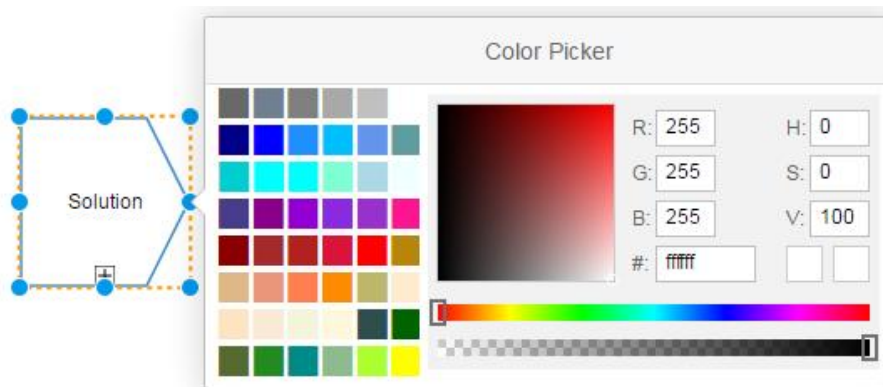 Color Picker
Solution
R: 255 H: 0
G: 255 S: 0
B: 255 V: 100
#: ffffff